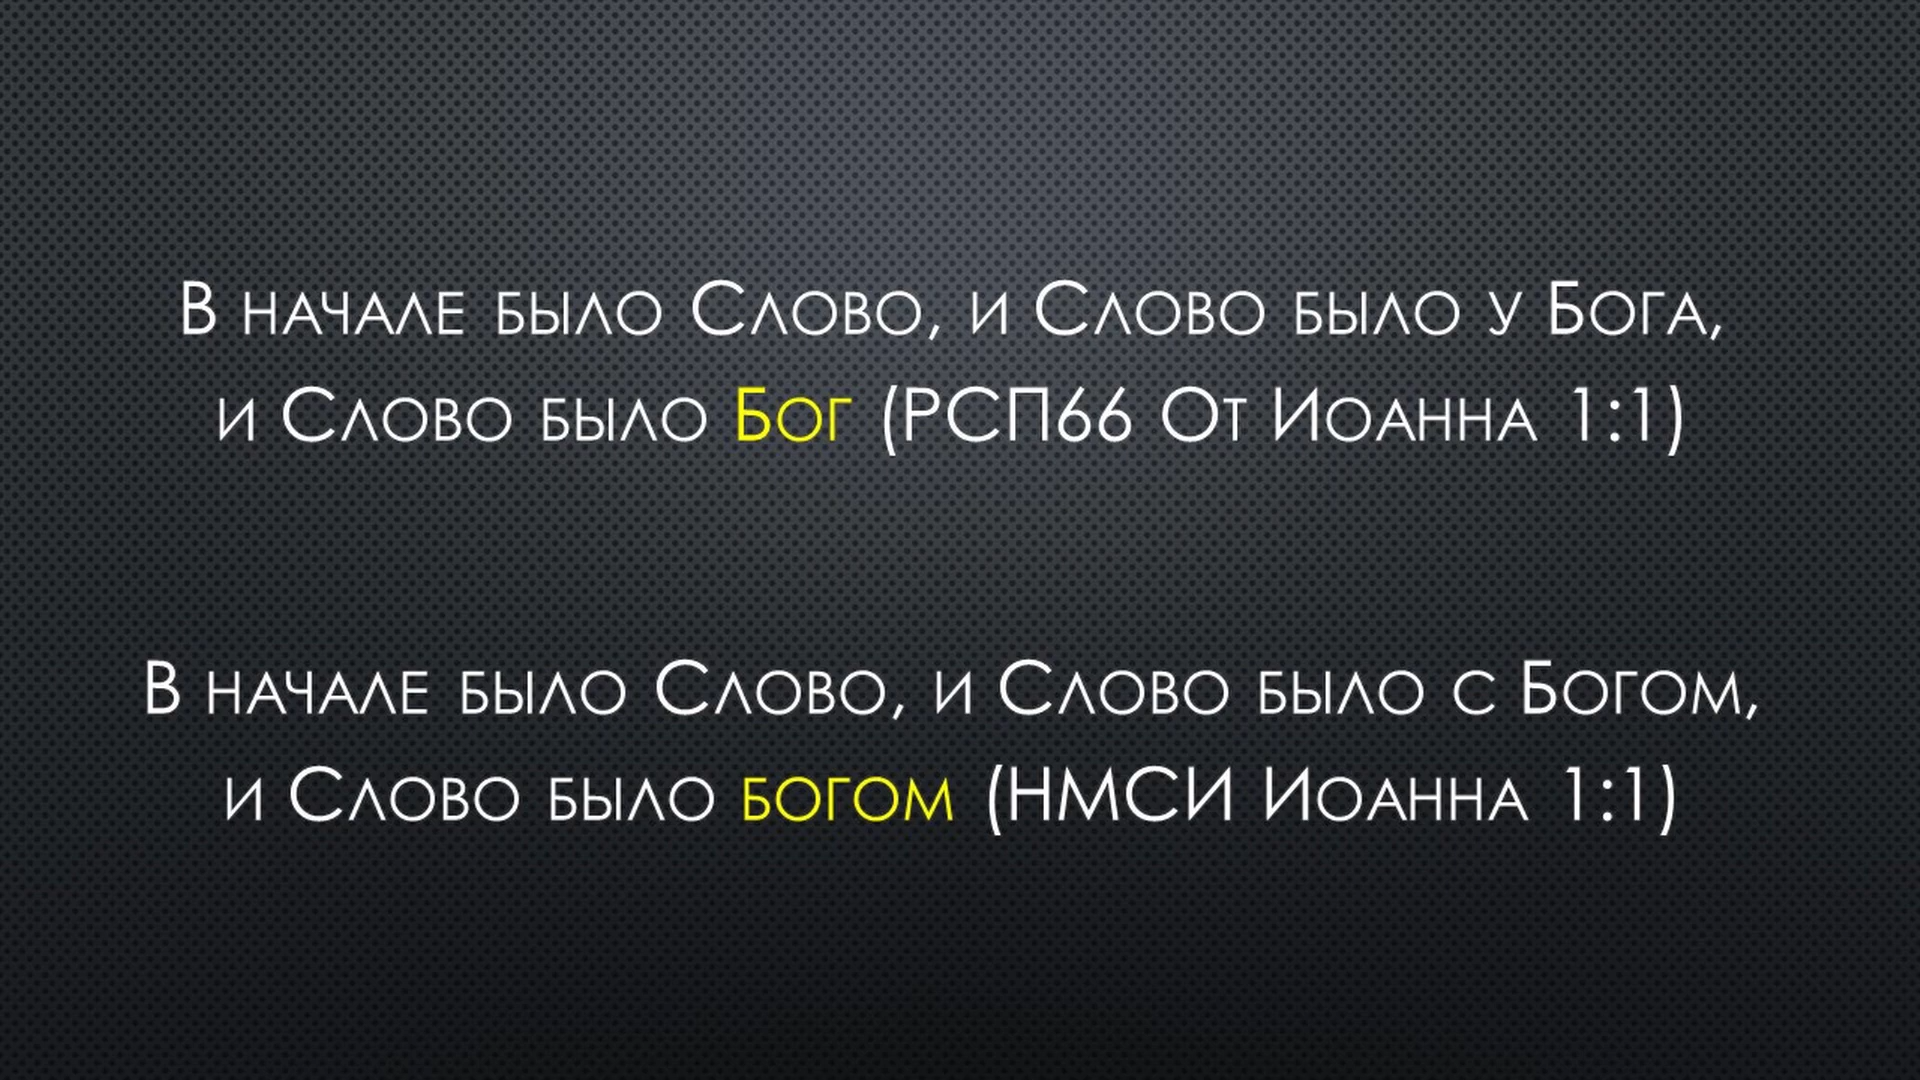 В начале было Слово, и Слово было у Бога,
и Слово было Бог (РСП66 От Иоанна 1:1)
В начале было Слово, и Слово было с Богом,
и Слово было богом (НМСИ Иоанна 1:1)